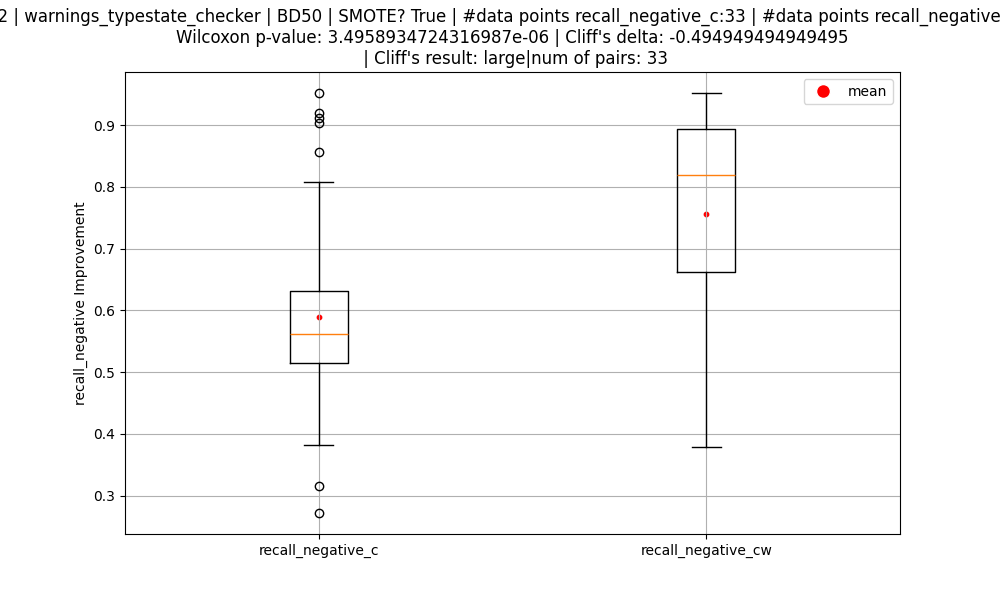 2 | warnings_typestate_checker | BD50 | SMOTE? True | #data points recall_negative_c:33 | #data points recall_negative
Wilcoxon p-value: 3.4958934724316987e-06 | Cliff's delta: -0.494949494949495
| Cliff's result: large|num of pairs: 33
mean
0.9
0.8
0.7
0.6
0.5
0.4
0.3
recall_negative Improvement
recall_negative_c
recall_negative_cw